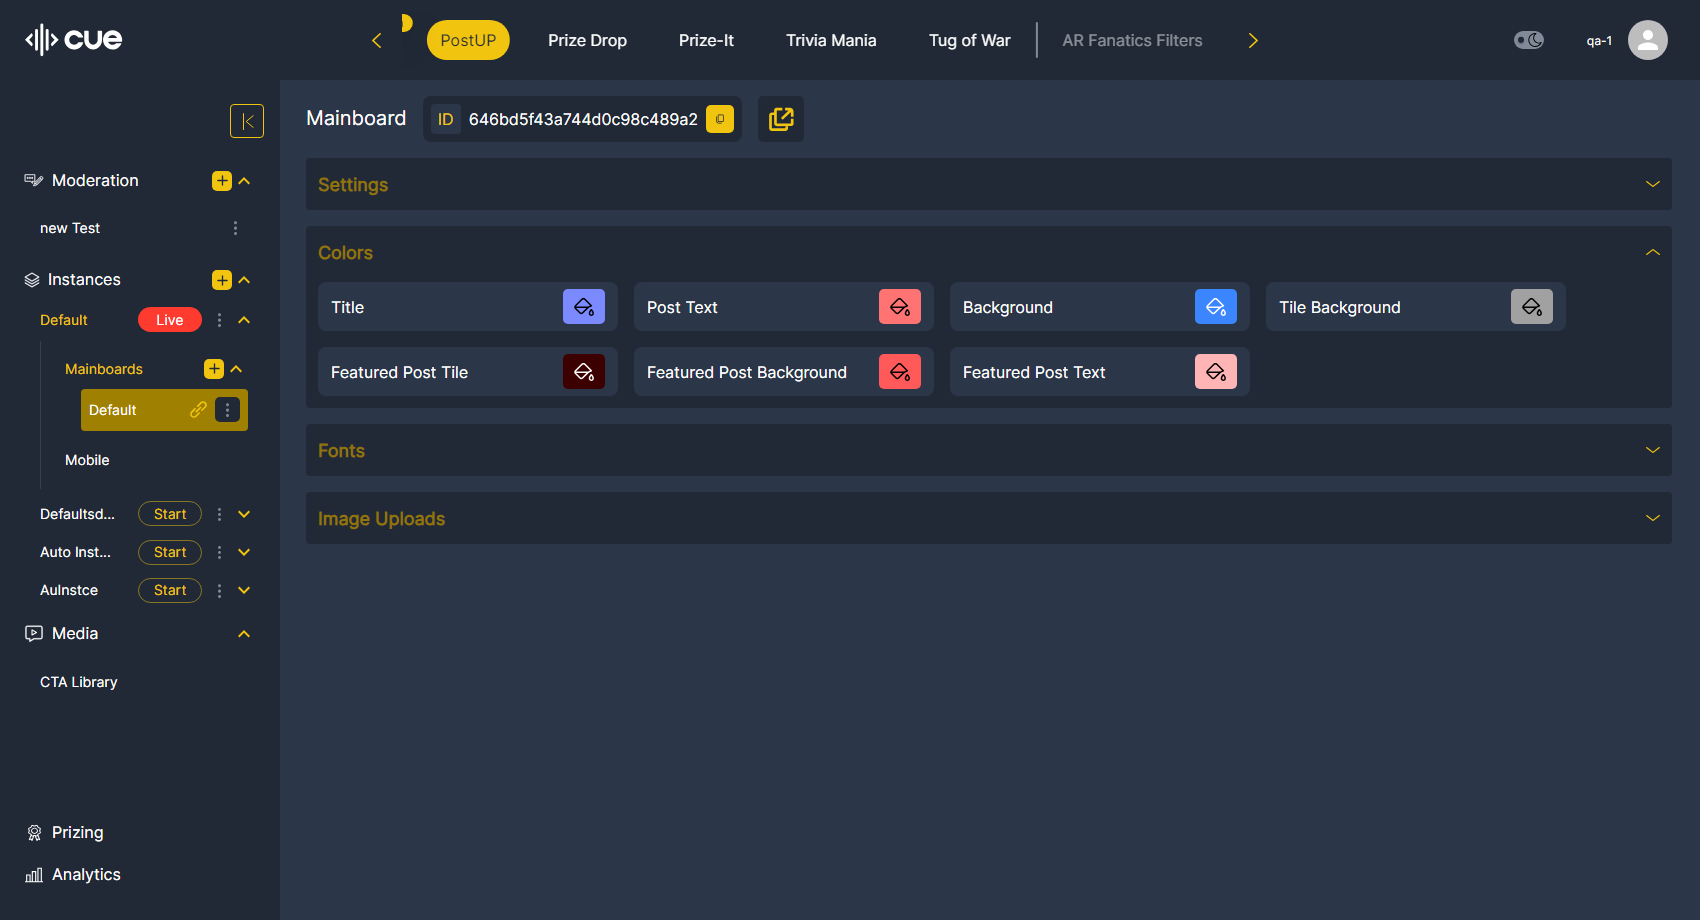 cue
PostUP
Prize Drop
Prize-It
Trivia Mania
Tug of War
AR Fanatics Filters
qa-1
Moderation
new Test
Instances
Default
Live
Mainboards
Default
Mobile
Defaultsd...
Start
Auto Inst...
Start
AuInstce
Start
Media
CTA Library
Prizing
Analytics
Mainboard
ID 646bd5f43a744d0c98c489a2
Settings
Colors
Title
Post Text
Background
Tile Background
Featured Post Tile
Featured Post Background
Featured Post Text
Fonts
Image Uploads